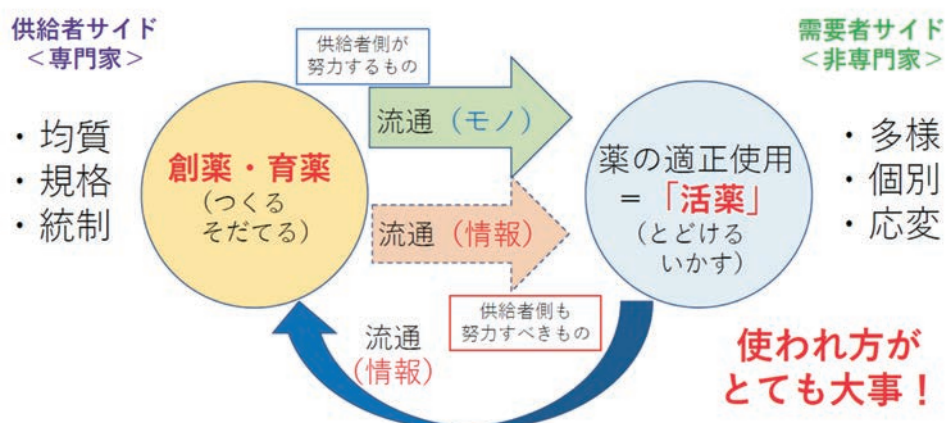 供給者サイド
＜専門家＞
・均質
・規格
・統制
創薬・育薬
（つくる
そだてる）
供給者側が
努力するもの
流通（モノ）
流通（情報）
供給者側も
努力すべきもの
流通
（情報）
需要者サイド
＜非専門家＞
薬の適正使用
＝「活薬」
（とどける
いかす）
・多様
・個別
・応変
使われ方が
とても大事！